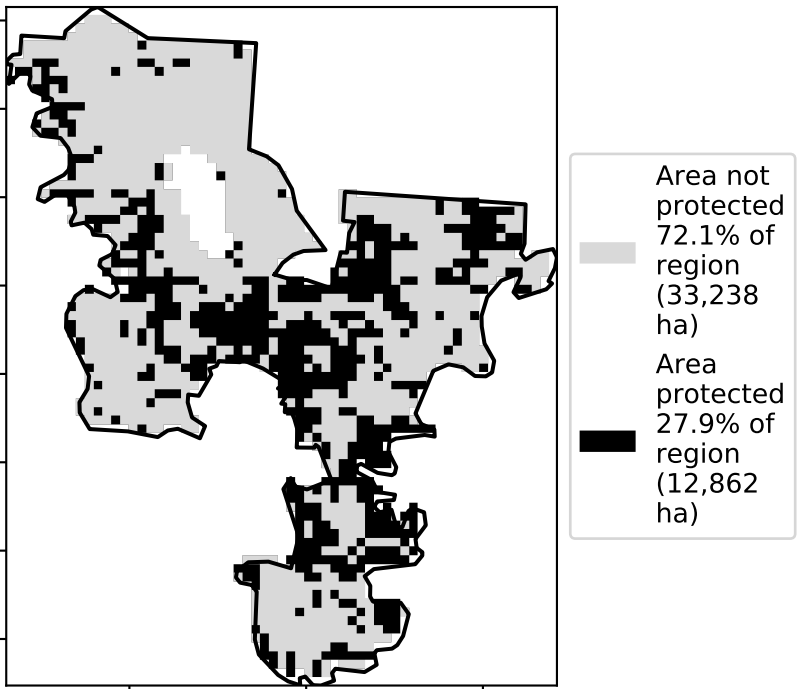 Area not
protected
72.1% of
region
(33,238
ha)
Area
protected
27.9% of
region
(12,862
ha)